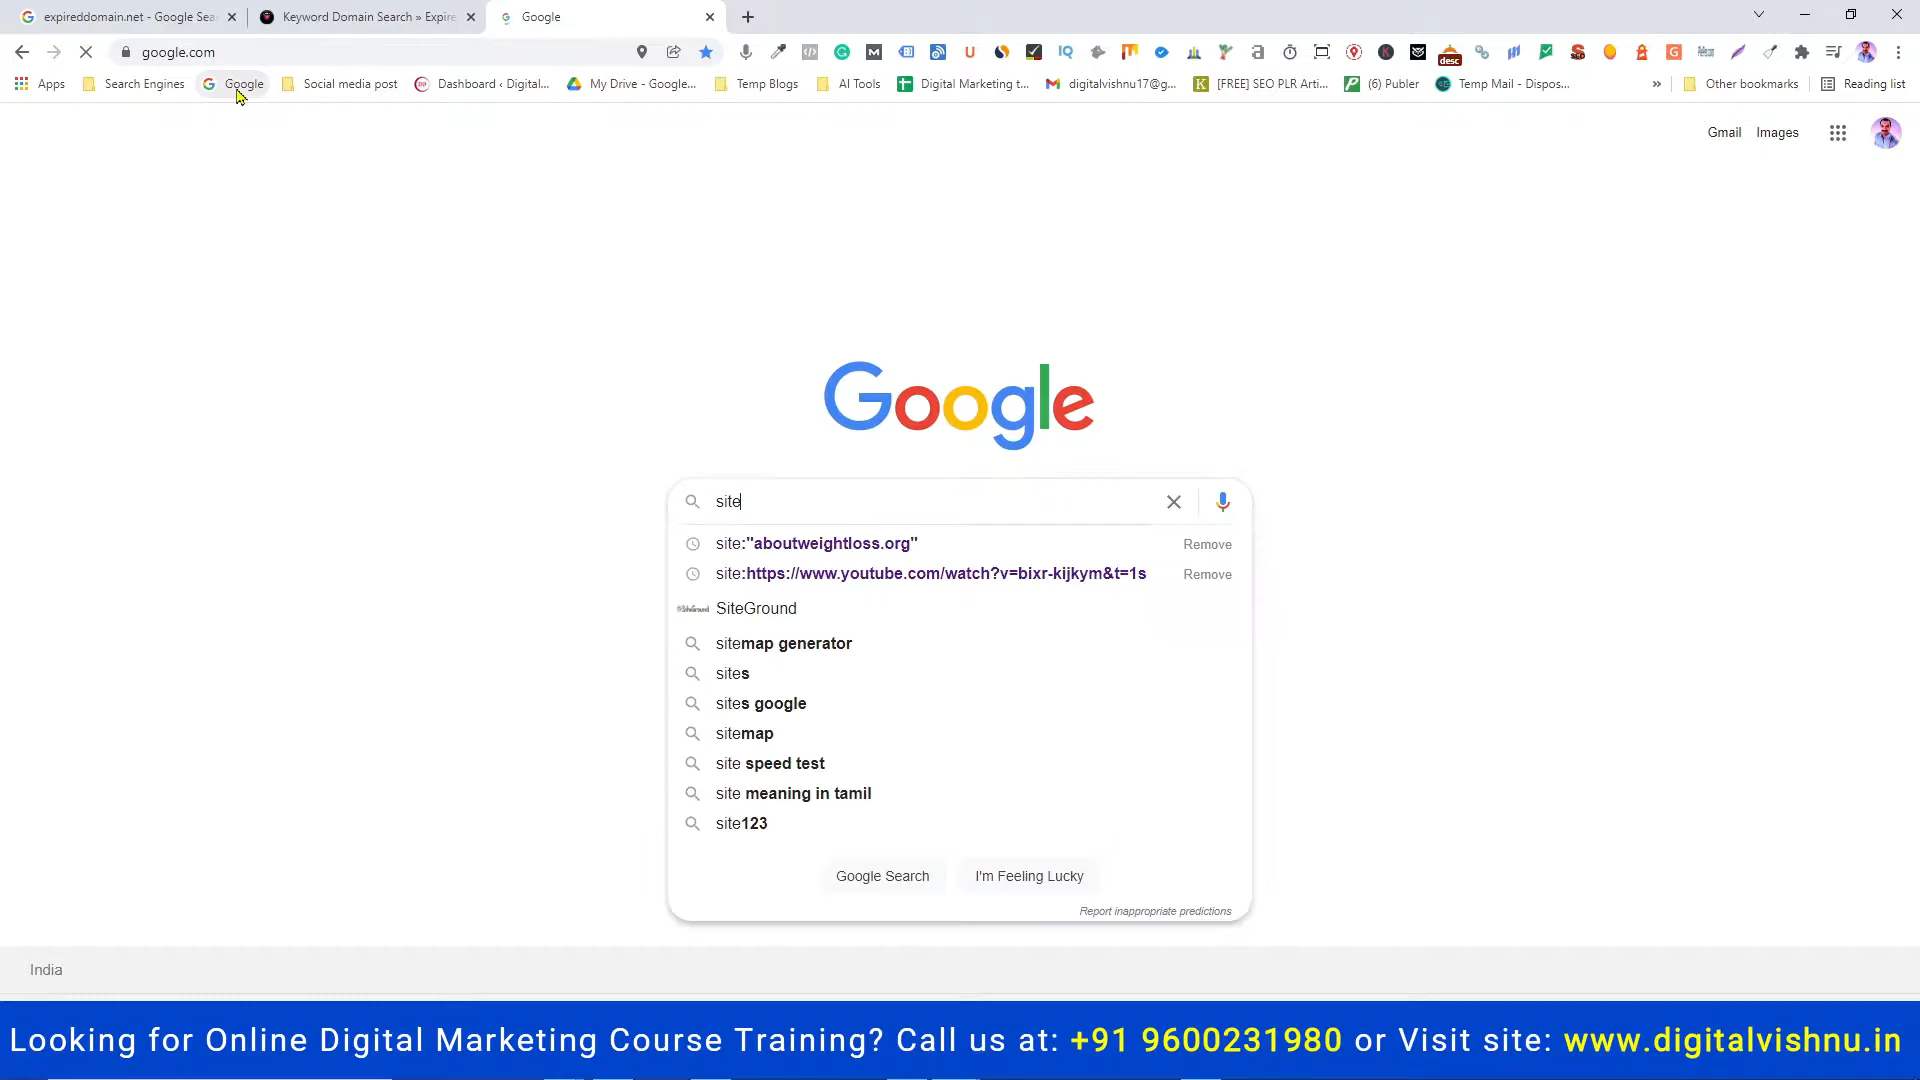 expireddomain.net - Google Sea
Keyword Domain Search » Expire
Google
google.com
desc
Apps
Search Engines
Google
Social media post
Dashboard ‹ Digital...
My Drive - Google...
Temp Blogs
AI Tools
Digital Marketing t...
digitalvishnu17@g...
[FREE] SEO PLR Arti...
(6) Publer
Temp Mail - Dispos...
»
Other bookmarks
Reading list
Gmail
Images
Google
site
site:"aboutweightloss.org"
Remove
site:https://www.youtube.com/watch?v=bixr-kijkym&t=1s
Remove
SiteGround
sitemap generator
sites
sites google
sitemap
site speed test
site meaning in tamil
site123
Google Search
I'm Feeling Lucky
Report inappropriate predictions
India
Looking for Online Digital Marketing Course Training? Call us at: +91 9600231980 or Visit site: www.digitalvishnu.in